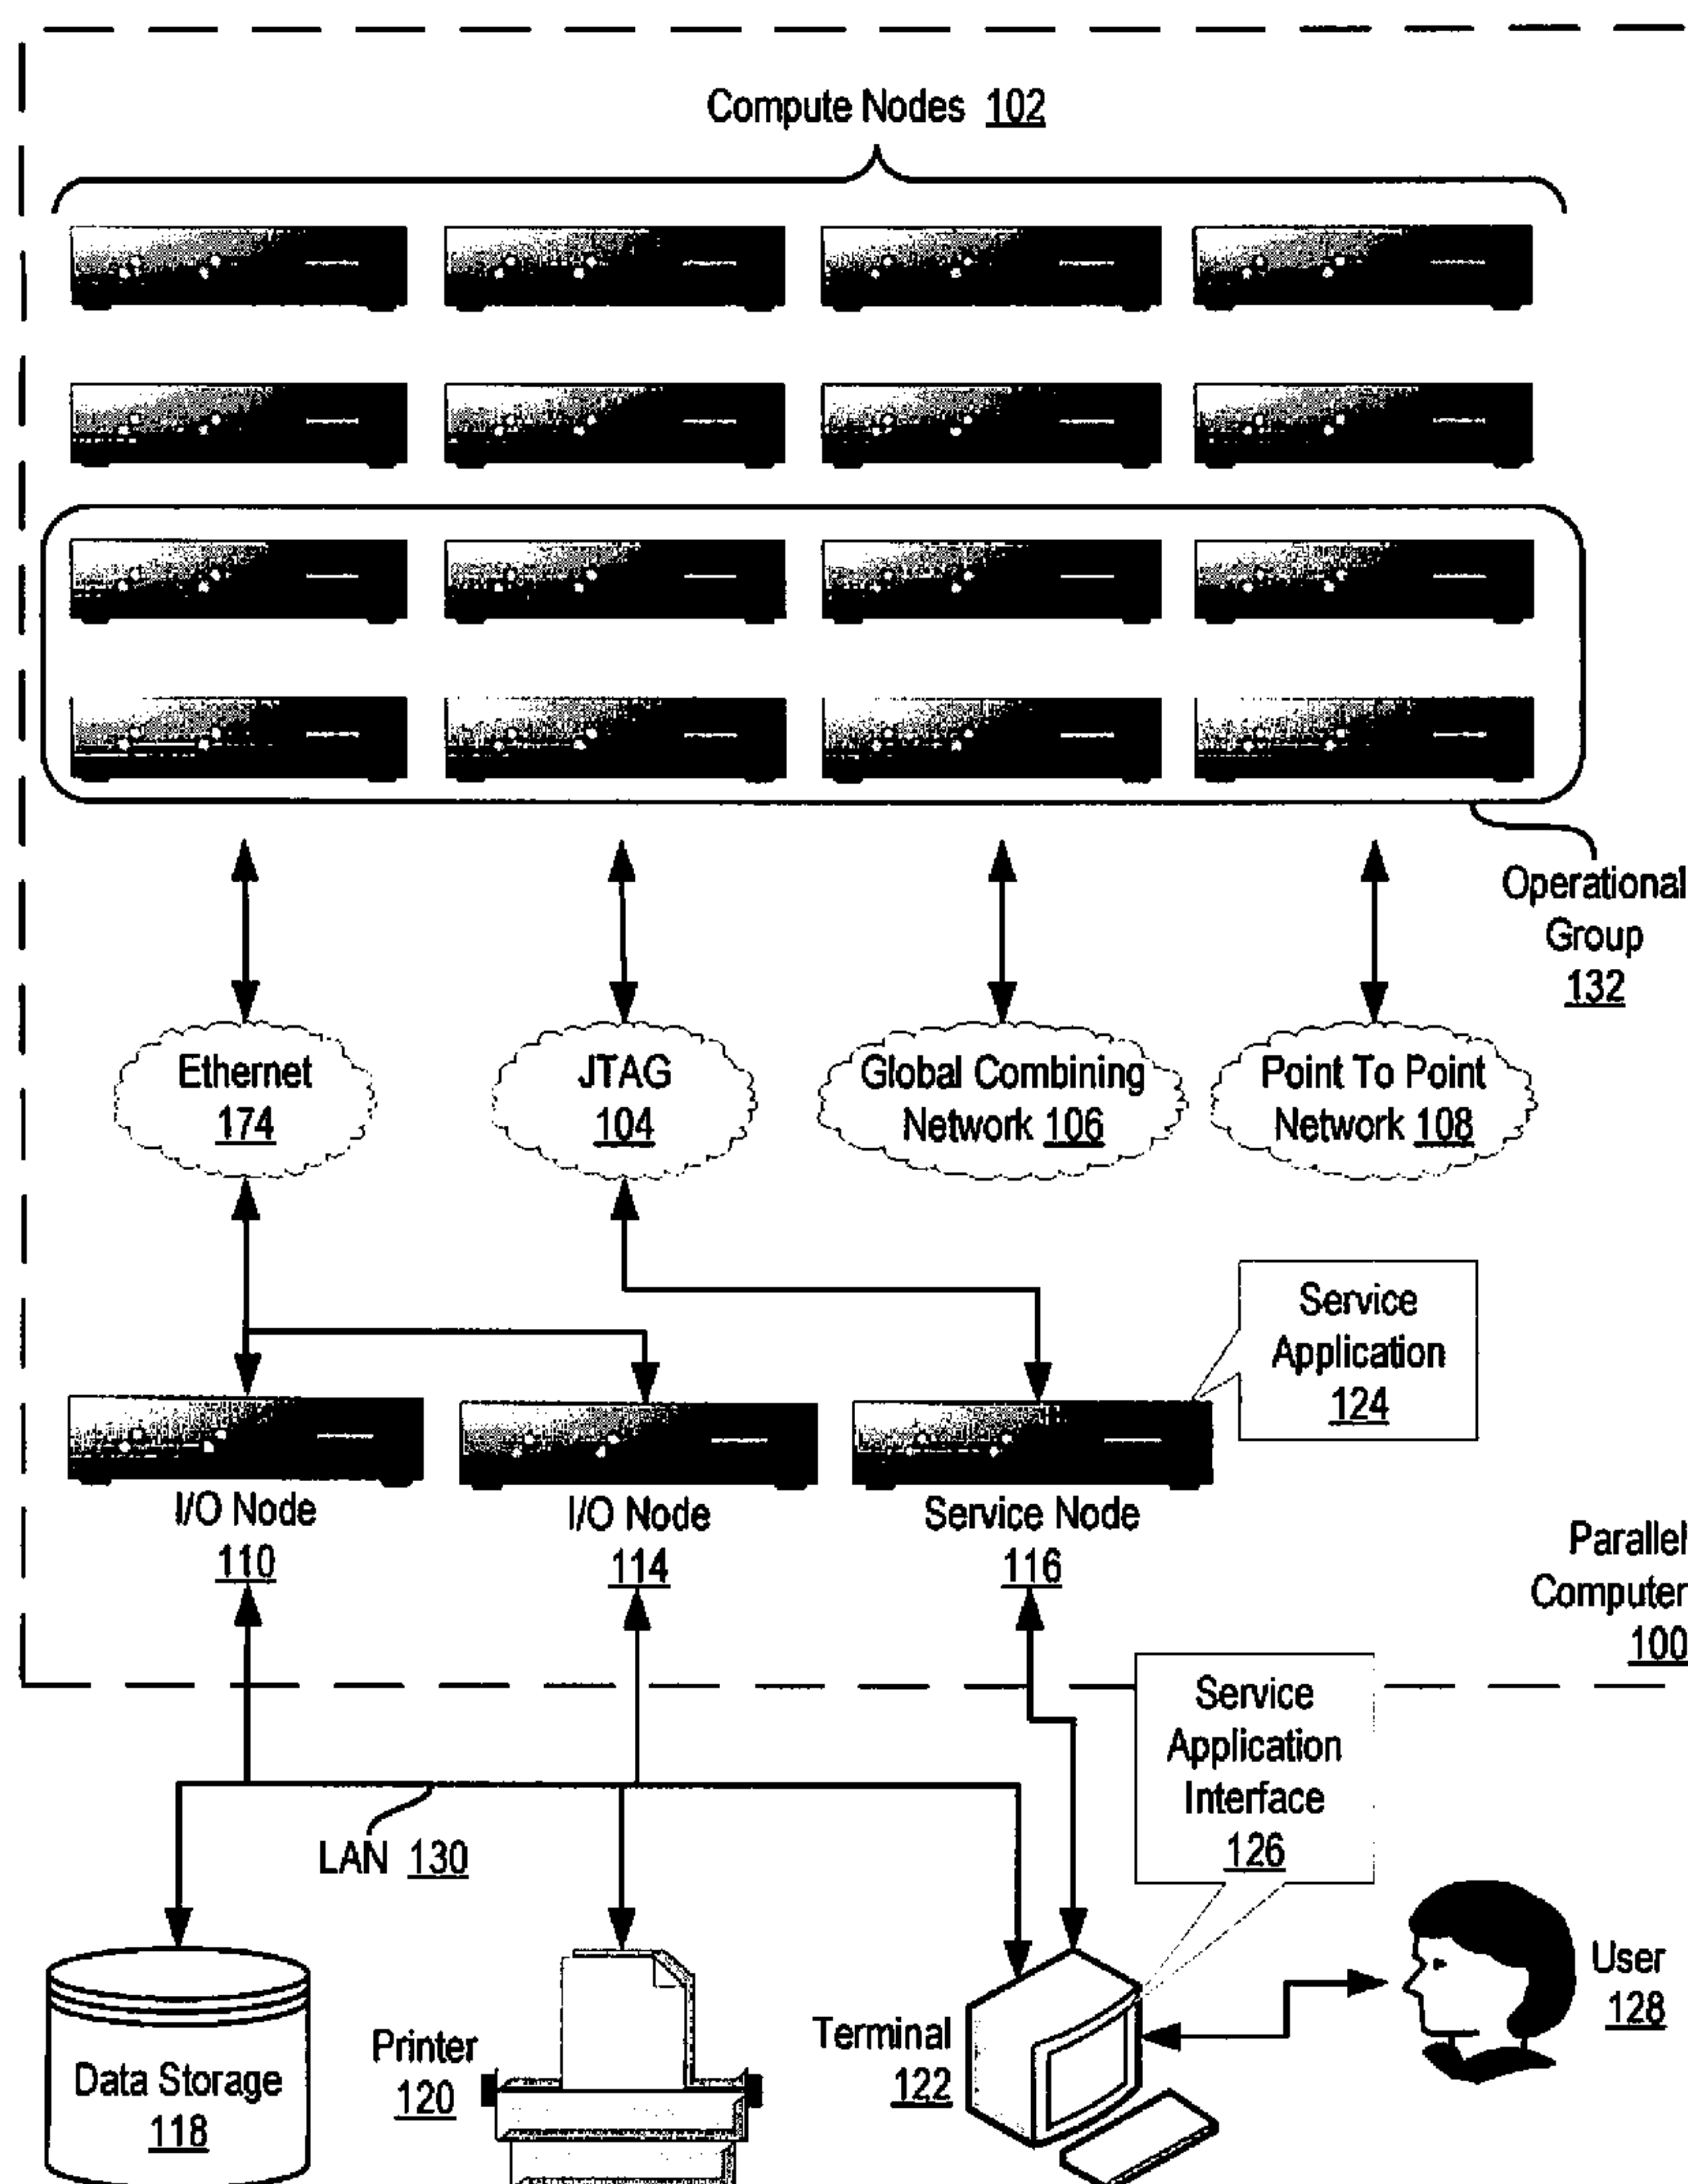 Compute Nodes 102
Operational
Group
132
Ethernet
174
JTAG
104
Global Combining
Network 106
Point To Point
Network 108
Service
Application
124
I/O Node
110
I/O Node
114
Service Node
116
Parallel
Computer
100
Service
Application
Interface
126
LAN 130
Data Storage
118
Printer
120
Terminal
122
User
128